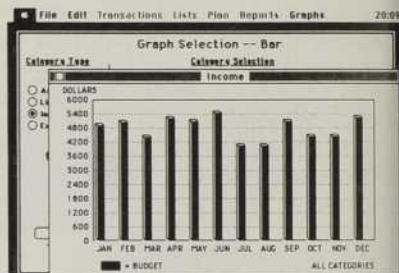 File Edit Transactions Lists Plan Reports Graphs 20:09
Graph Selection -- Bar
Category Type Category Selection
Income
DOLLARS
6000
5400
4800
4200
3600
3000
2400
1800
1200
600
0
JAN FEB MAR APR MAY JUN JUL AUG SEP OCT NOV DEC
= BUDGET ALL CATEGORIES